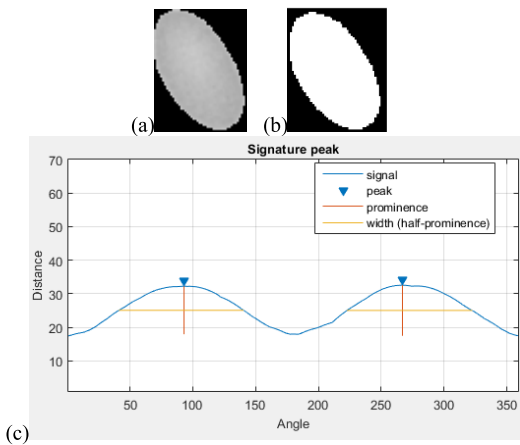 (a) (b)
Signature peak
signal
peak
prominence
width (half-prominence)
Distance
70
60
50
40
30
20
10
50 100 150 200 250 300 350
Angle
(c)